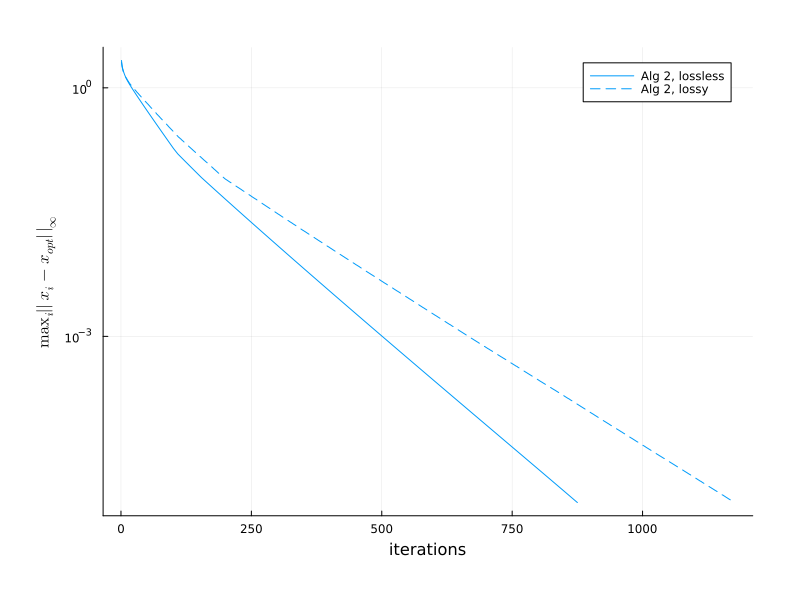 Alg 2, lossless
Alg 2, lossy
10^0
max_i|| x_i − x_opt||_∞
10^−3
0 250 500 750 1000
iterations